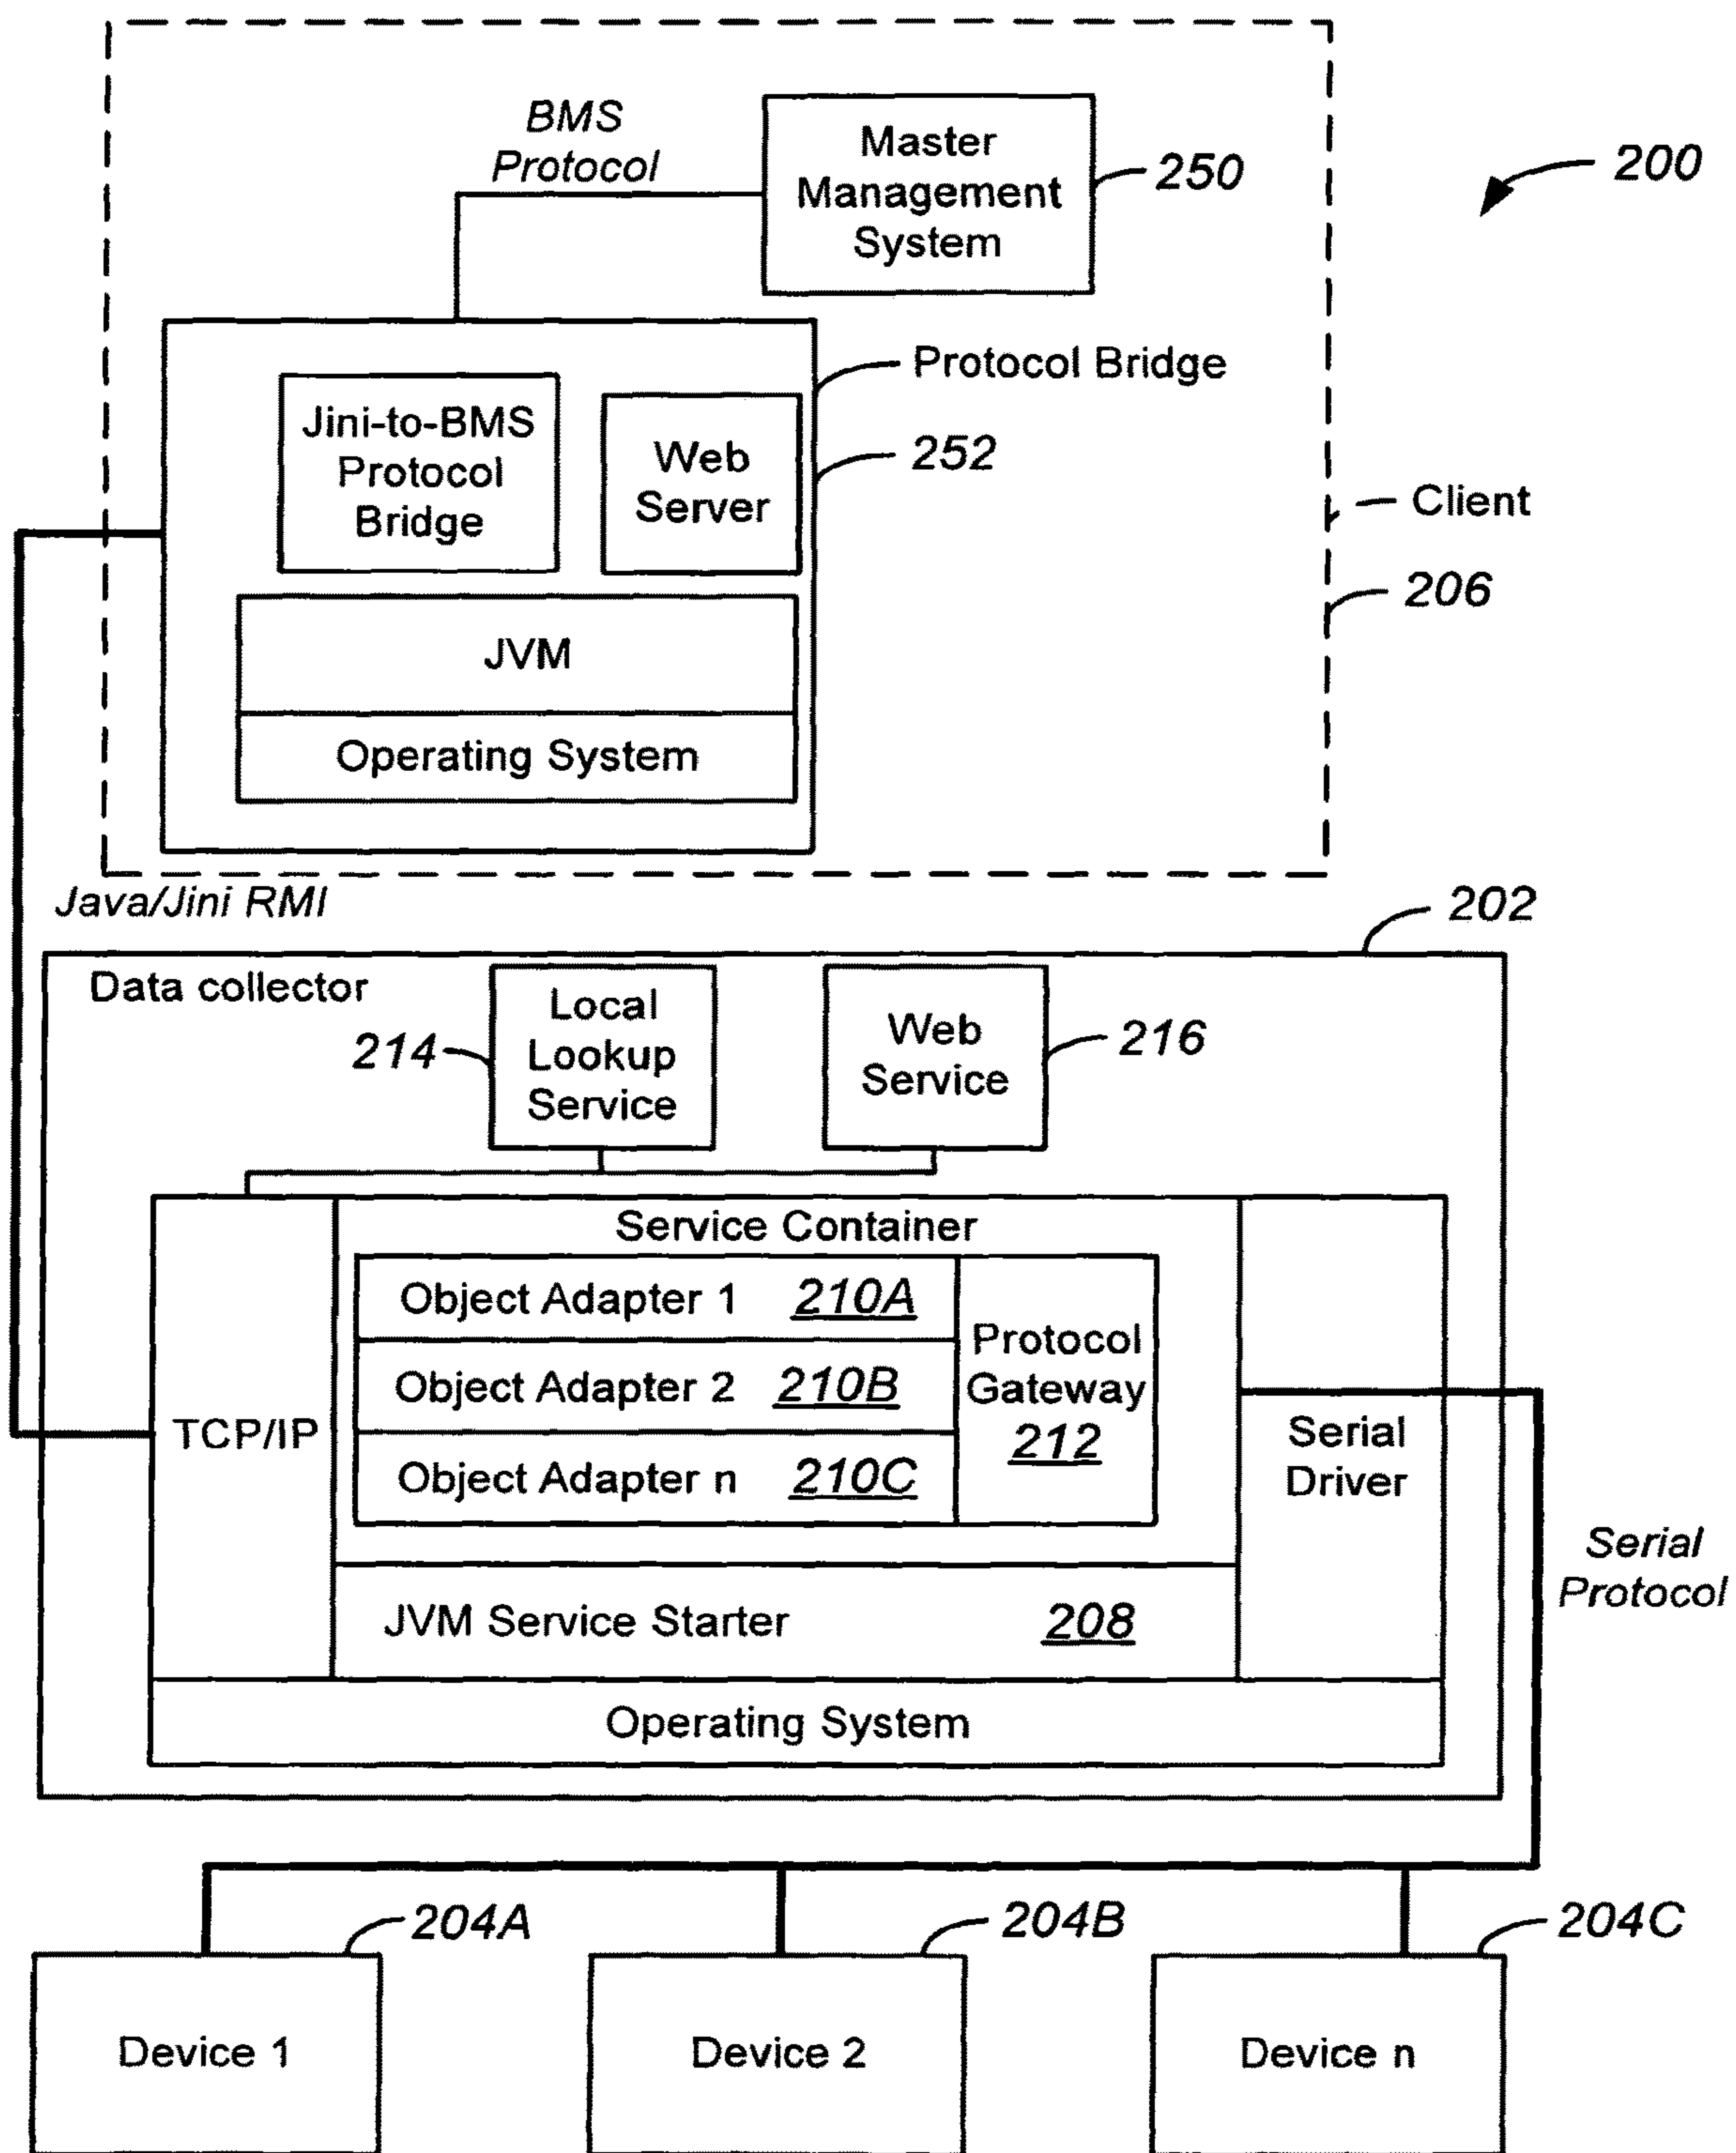 BMS
Protocol
Master
Management
System
250
200
Protocol Bridge
Jini-to-BMS
Protocol
Bridge
Web
Server
252
Client
206
JVM
Operating System
Java/Jini RMI
202
Data collector
Local
Lookup
Service
214
Web
Service
216
Service Container
Object Adapter 1 210A
Object Adapter 2 210B
Object Adapter n 210C
Protocol
Gateway
212
TCP/IP
Serial
Driver
Serial
Protocol
JVM Service Starter 208
Operating System
204A
204B
204C
Device 1
Device 2
Device n